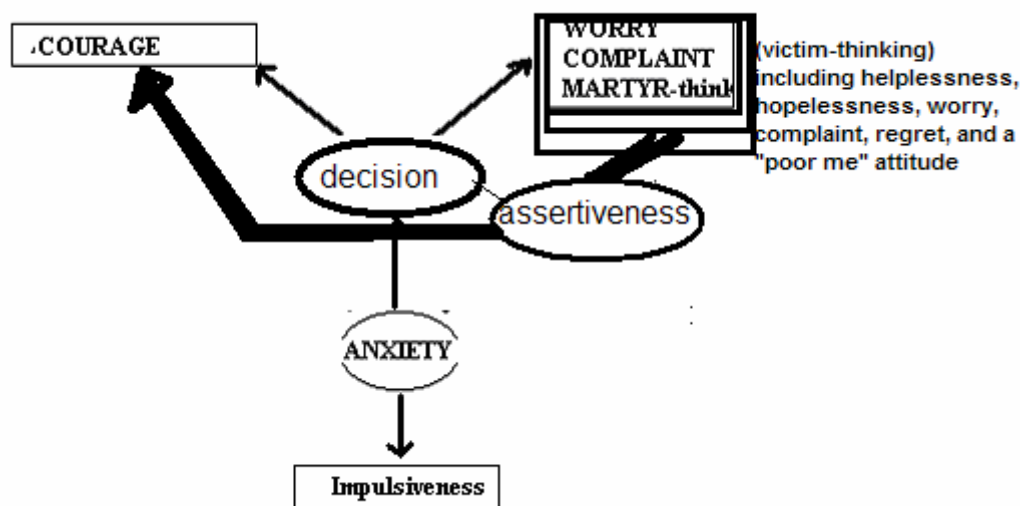 COURAGE
WORRY
COMPLAINT
MARTYR-think
(victim-thinking)
including helplessness,
hopelessness, worry,
complaint, regret, and a
"poor me" attitude
decision
assertiveness
ANXIETY
Impulsiveness